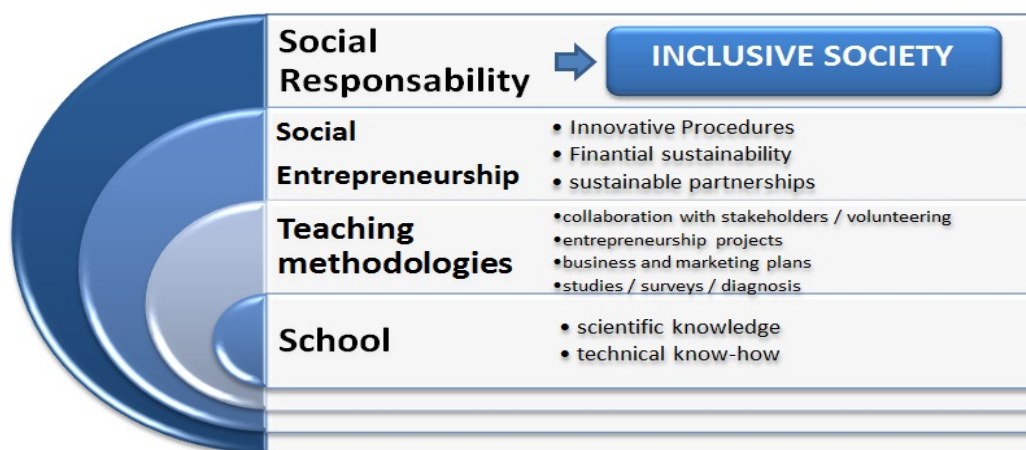 Social
Responsability
INCLUSIVE SOCIETY
Social
Entrepreneurship
• Innovative Procedures
• Finantial sustainability
• sustainable partnerships
Teaching
methodologies
•collaboration with stakeholders / volunteering
•entrepreneurship projects
•business and marketing plans
•studies / surveys / diagnosis
School
• scientific knowledge
• technical know-how